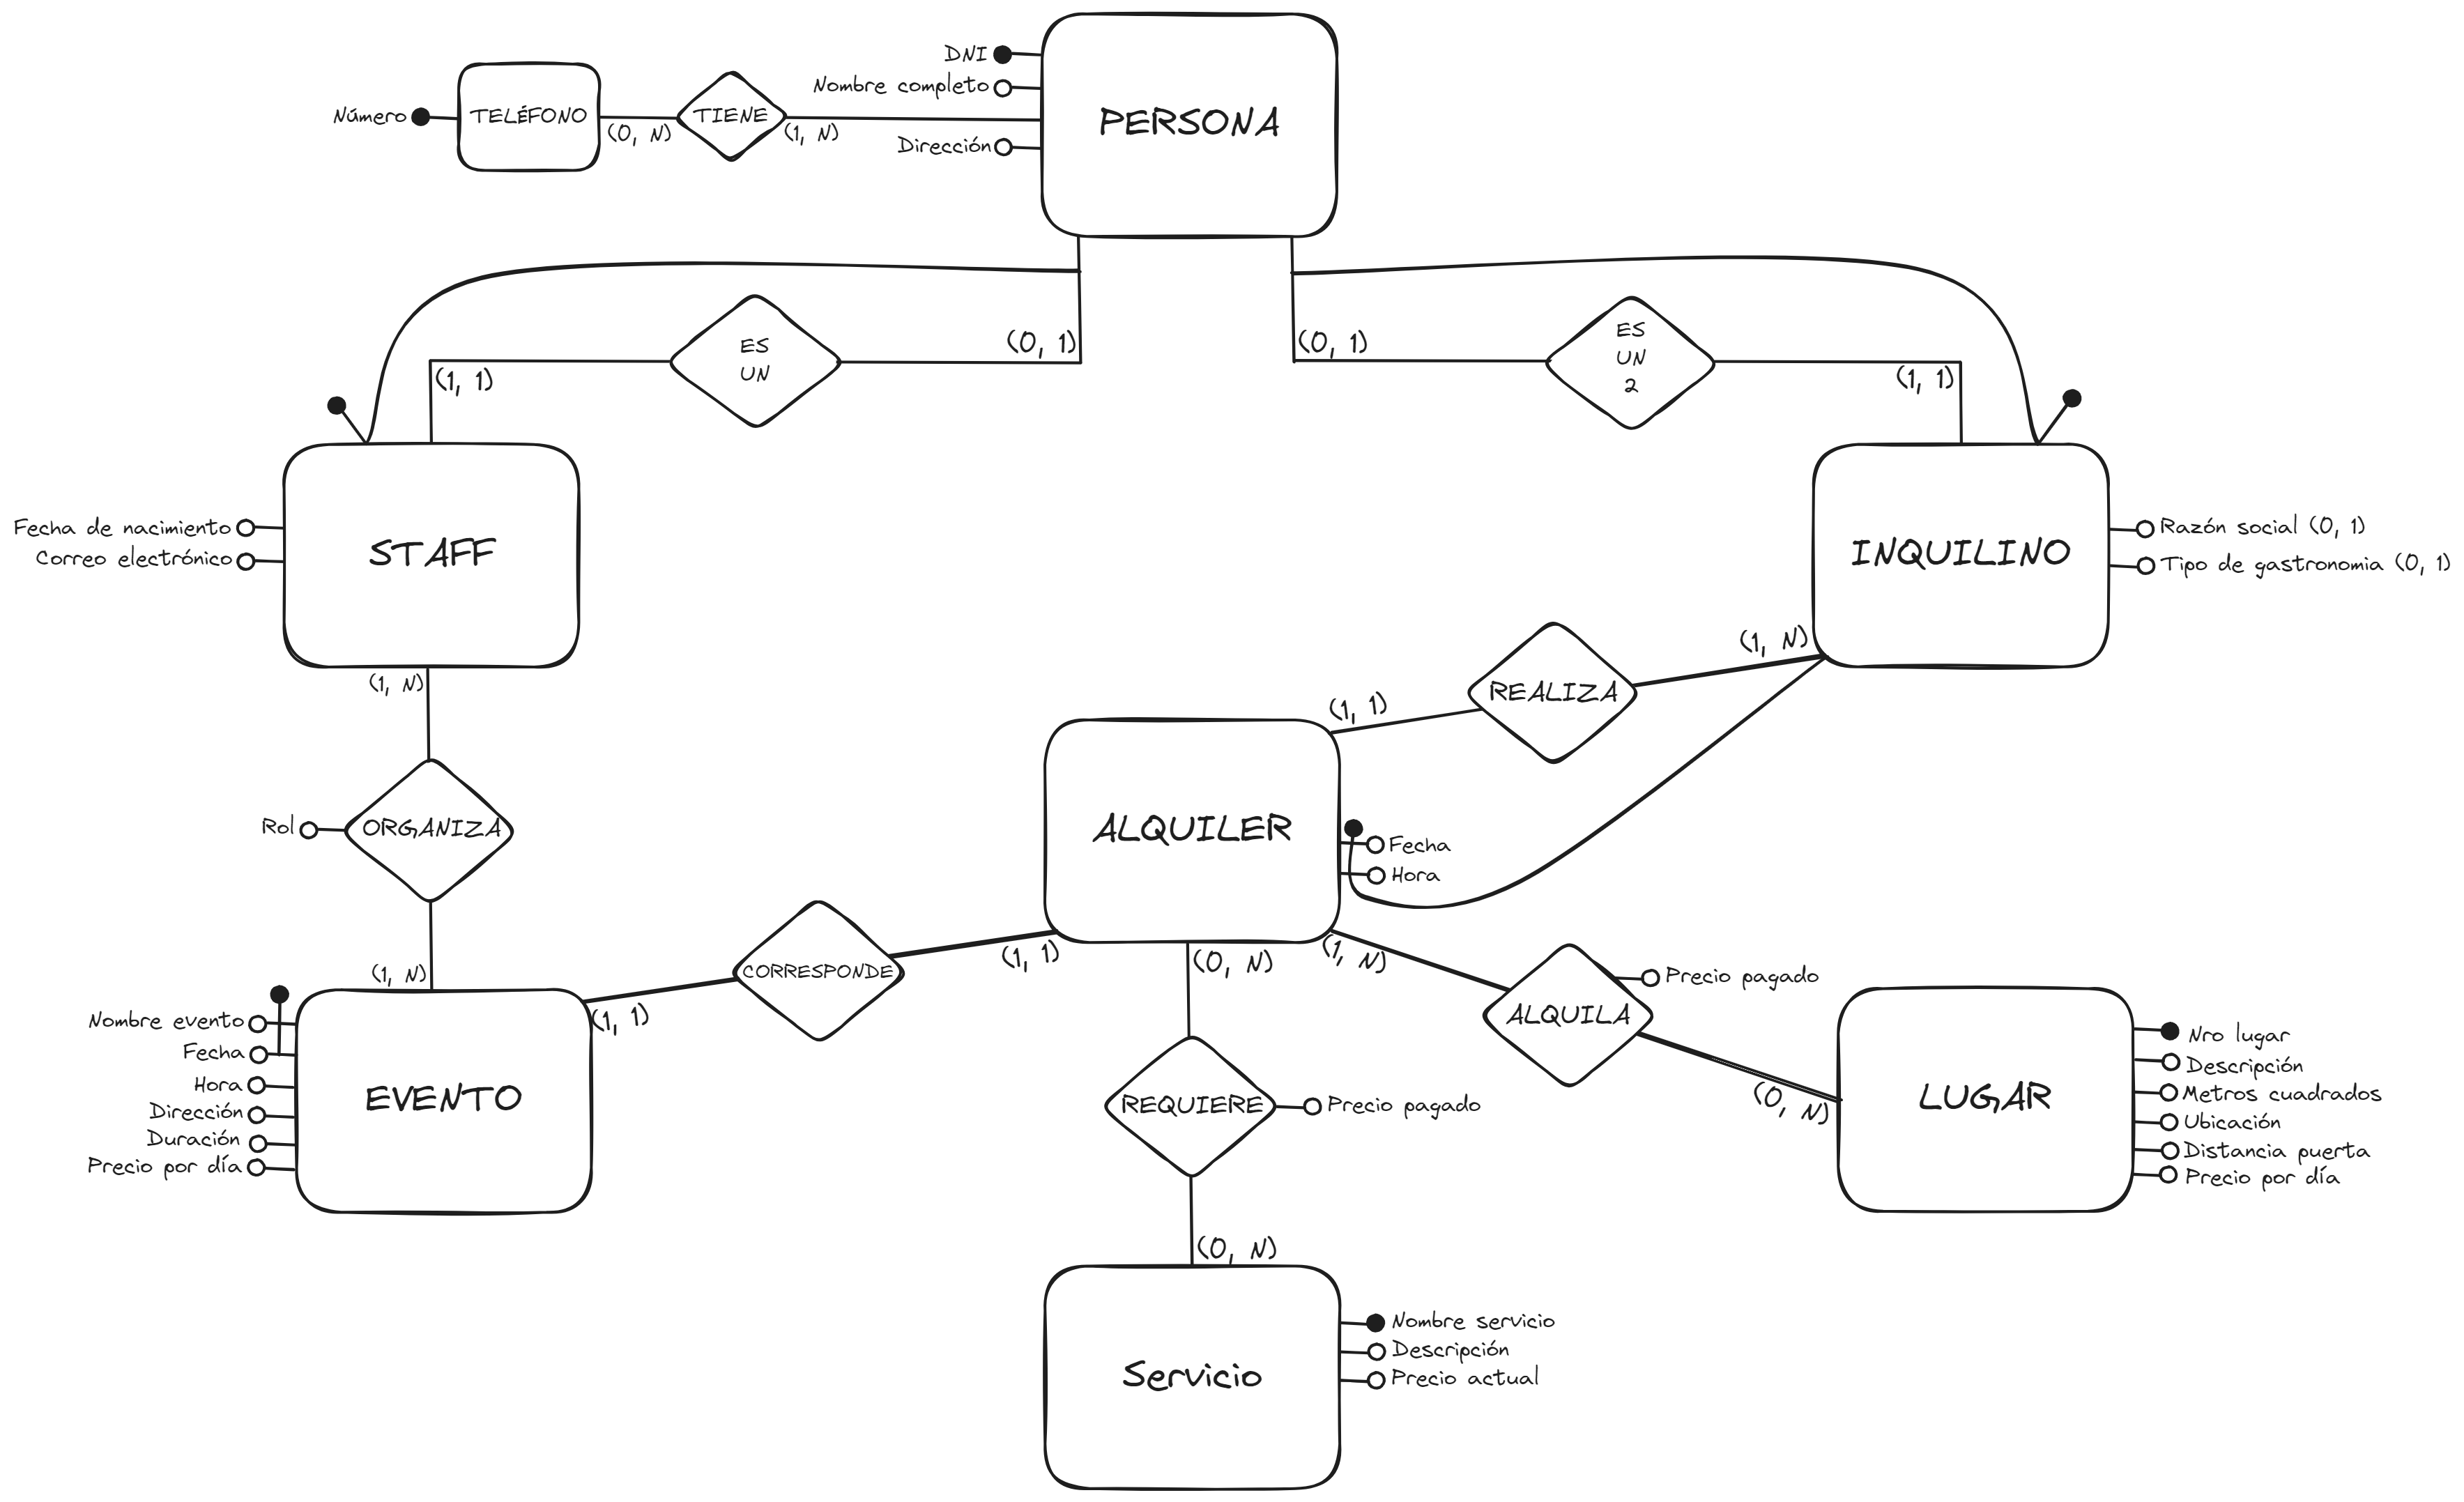 DNI
Nombre completo
Dirección
PERSONA
Número
TELÉFONO
(0, N)
TIENE
(1, N)
(0, 1)
(0, 1)
ES
UN
(1, 1)
ES
UN
2
(1, 1)
Fecha de nacimiento
Correo electrónico
STAFF
INQUILINO
Razón social (0, 1)
Tipo de gastronomia (0, 1)
(1, N)
REALIZA
(1, N)
(1, 1)
Rol
ORGANIZA
ALQUILER
Fecha
Hora
(1, N)
CORRESPONDE
(1, 1)
(1, 1)
(0, N)
(1, N)
ALQUILA
Precio pagado
(0, N)
Nombre evento
Fecha
Hora
Dirección
Duración
Precio por día
EVENTO
REQUIERE
Precio pagado
LUGAR
Nro lugar
Descripción
Metros cuadrados
Ubicación
Distancia puerta
Precio por día
(0, N)
Servicio
Nombre servicio
Descripción
Precio actual